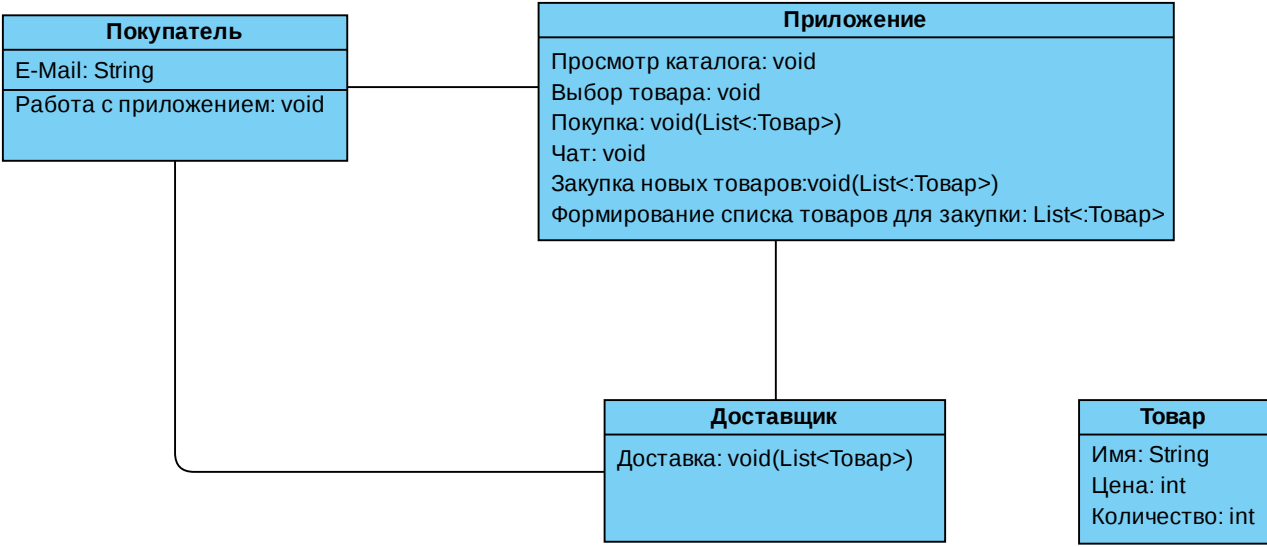 Покупатель
E-Mail: String
Работа с приложением: void
Приложение
Просмотр каталога: void
Выбор товара: void
Покупка: void(List<:Товар>)
Чат: void
Закупка новых товаров:void(List<:Товар>)
Формирование списка товаров для закупки: List<:Товар>
Доставщик
Доставка: void(List<Товар>)
Товар
Имя: String
Цена: int
Количество: int